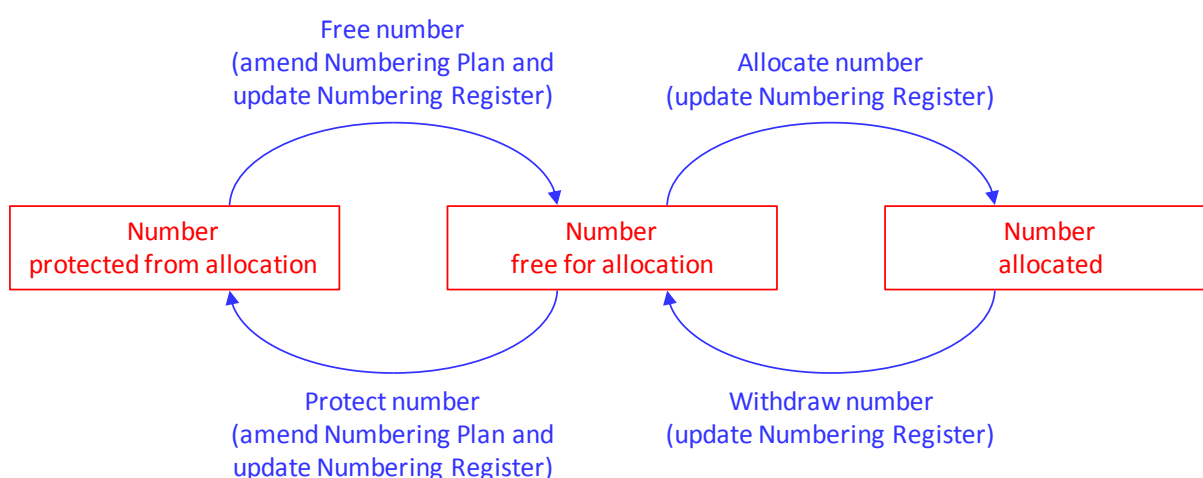 Free number
(amend Numbering Plan and
update Numbering Register)
Allocate number
(update Numbering Register)
Number
protected from allocation
Number
free for allocation
Number
allocated
Protect number
(amend Numbering Plan and
update Numbering Register)
Withdraw number
(update Numbering Register)